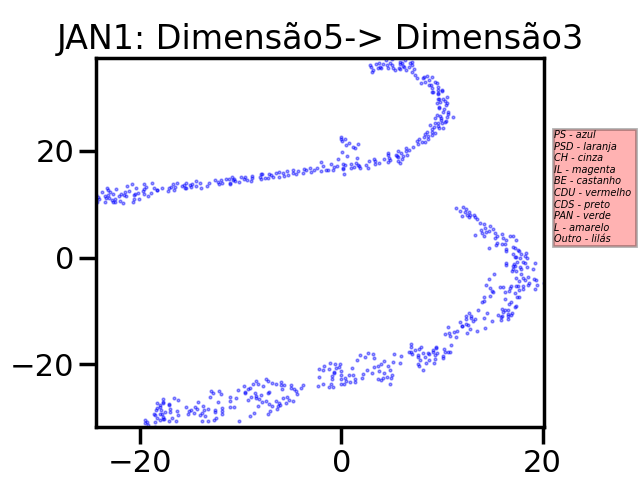 JAN1: Dimensão5-> Dimensão3
PS - azul
PSD - laranja
CH - cinza
IL - magenta
BE - castanho
CDU - vermelho
CDS - preto
PAN - verde
L - amarelo
Outro - lilás
20
0
−20
−20 0 20